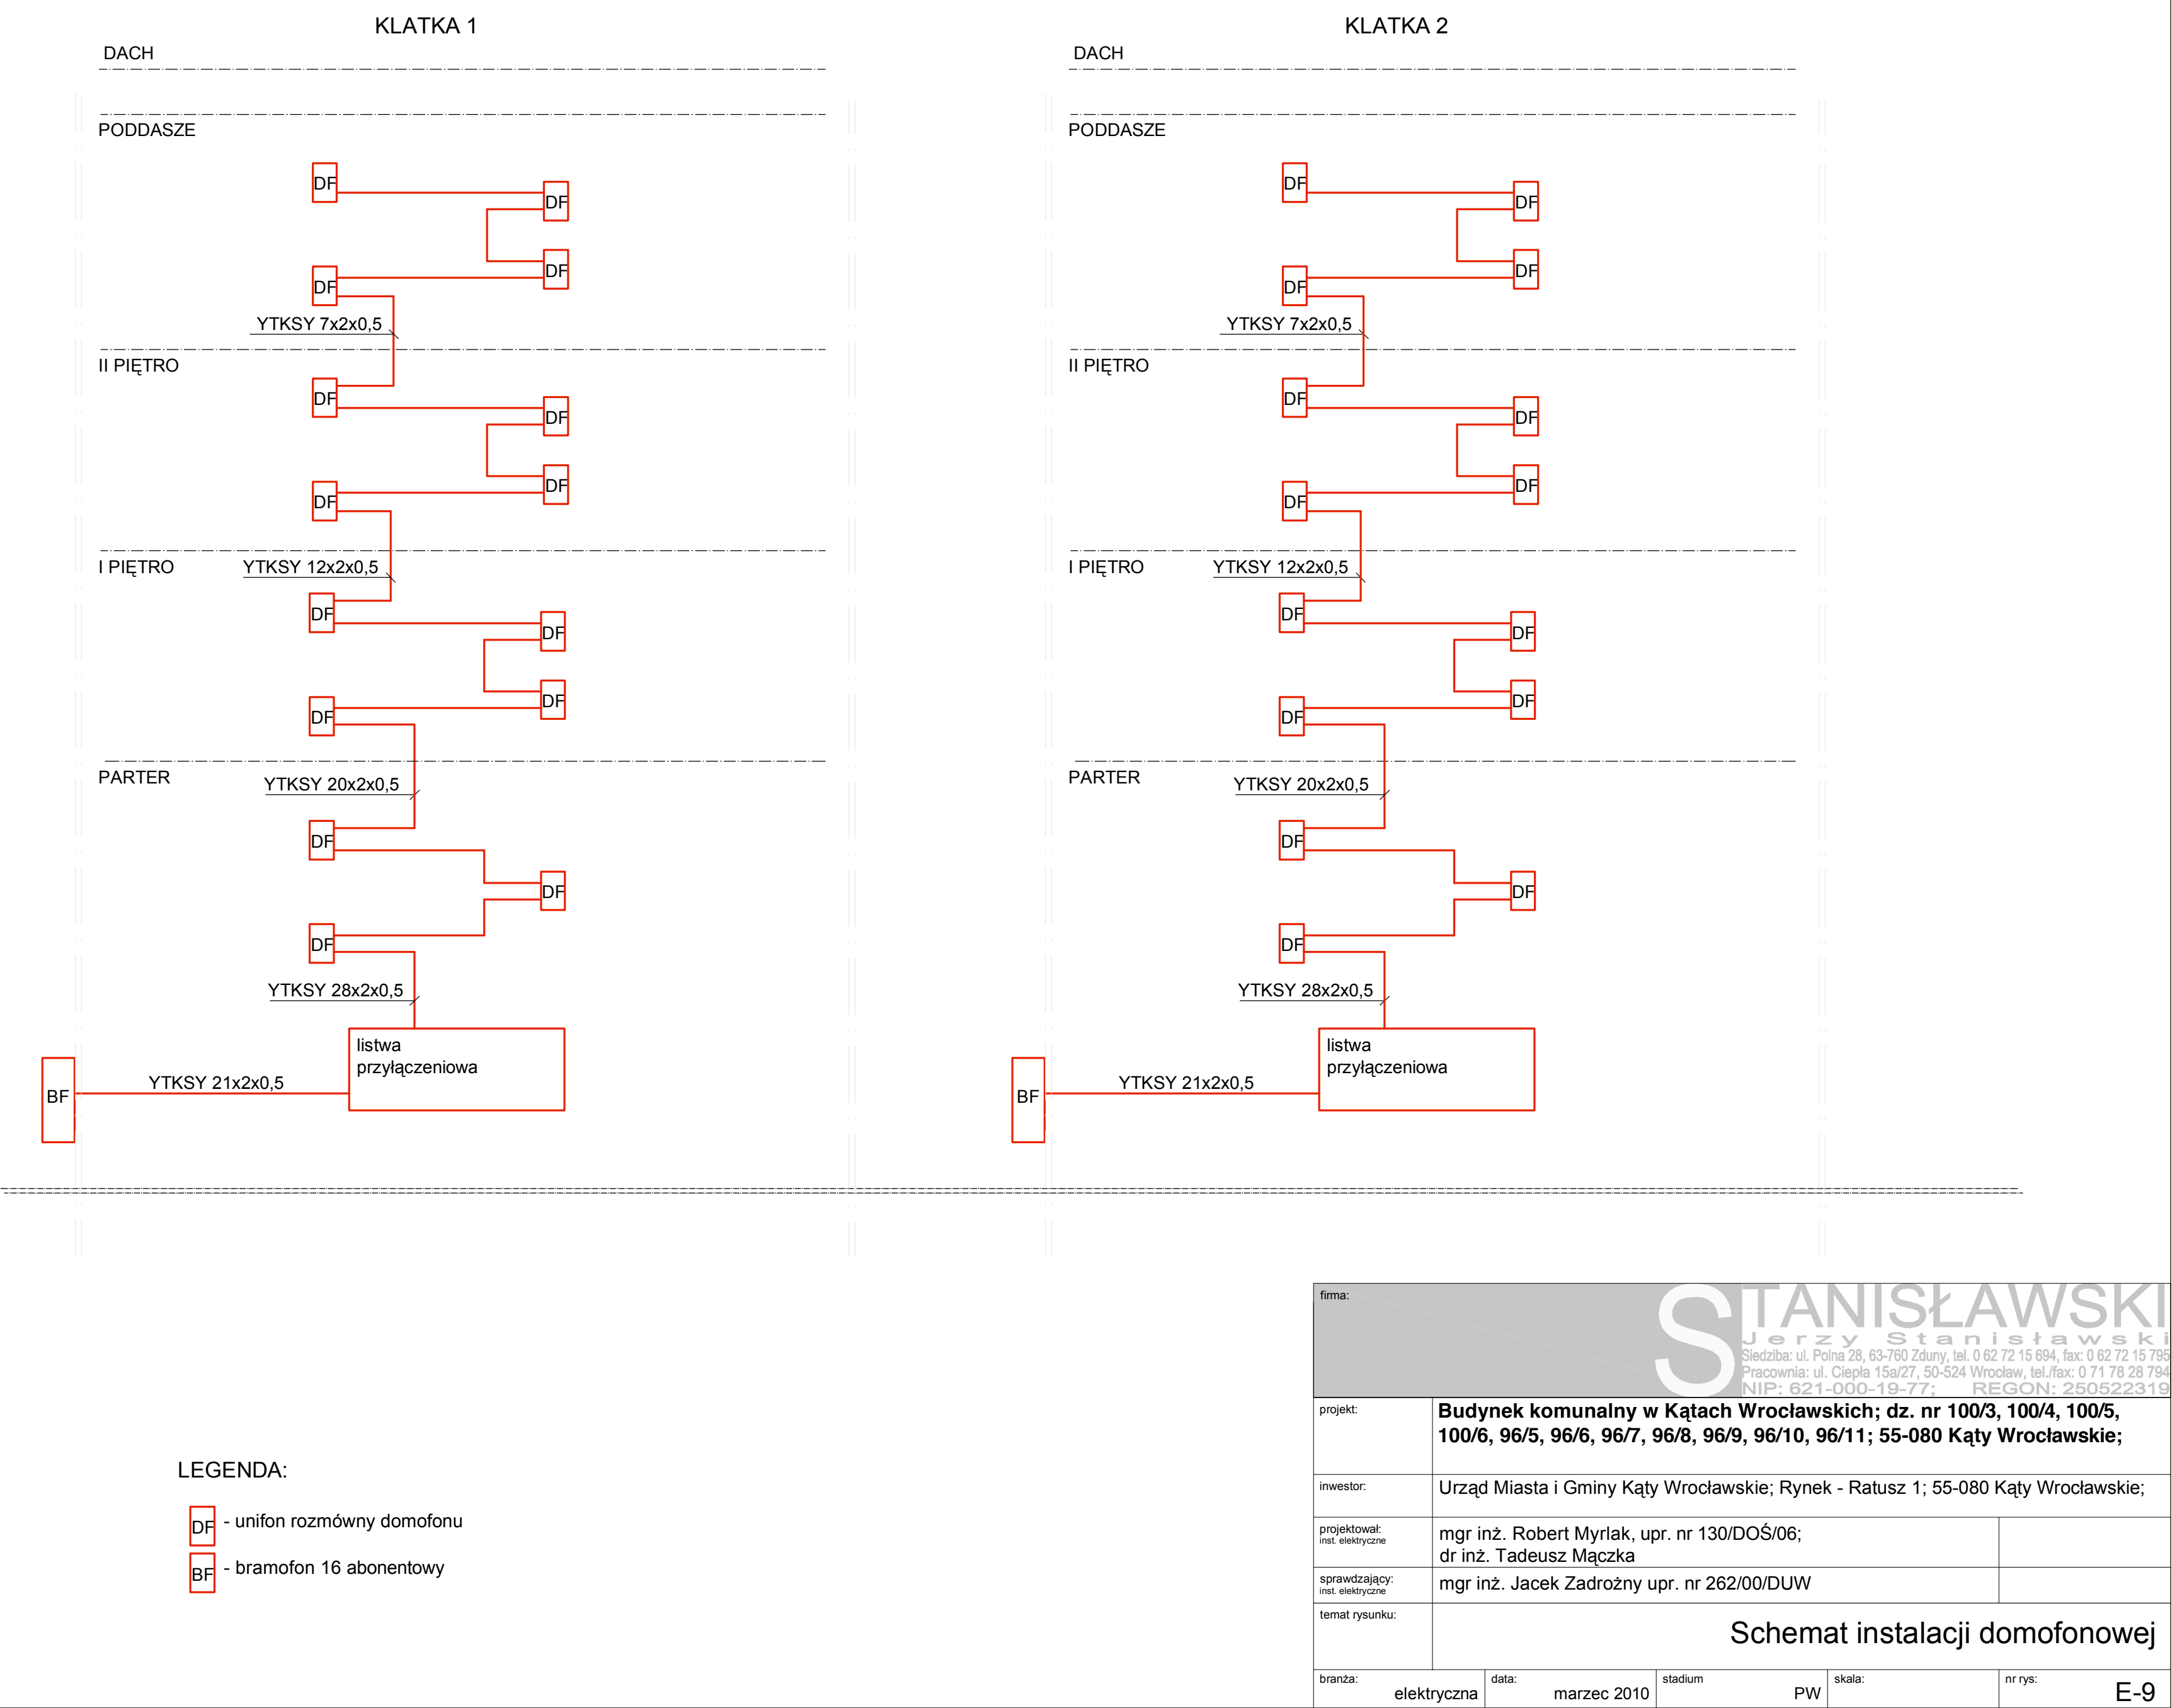 KLATKA 1
DACH
PODDASZE
DF
DF
DF
DF
YTKSY 7x2x0,5
II PIĘTRO
DF
DF
DF
DF
I PIĘTRO
YTKSY 12x2x0,5
DF
DF
DF
DF
PARTER
YTKSY 20x2x0,5
DF
DF
DF
YTKSY 28x2x0,5
listwa
przyłączeniowa
YTKSY 21x2x0,5
BF
KLATKA 2
DACH
PODDASZE
DF
DF
DF
DF
YTKSY 7x2x0,5
II PIĘTRO
DF
DF
DF
DF
I PIĘTRO
YTKSY 12x2x0,5
DF
DF
DF
DF
PARTER
YTKSY 20x2x0,5
DF
DF
DF
YTKSY 28x2x0,5
listwa
przyłączeniowa
YTKSY 21x2x0,5
BF
LEGENDA:
DF - unifon rozmówny domofonu
BF - bramofon 16 abonentowy
firma:
STANISŁAWSKI
Jerzy Stanisławski
Siedziba: ul. Polna 28, 63-760 Zduny, tel. 0 62 72 15 694, fax: 0 62 72 15 795
Pracownia: ul. Ciepła 15a/27, 50-524 Wrocław, tel./fax: 0 71 78 28 794
NIP: 621-000-19-77; REGON: 250522319
projekt:
Budynek komunalny w Kątach Wrocławskich; dz. nr 100/3, 100/4, 100/5,
100/6, 96/5, 96/6, 96/7, 96/8, 96/9, 96/10, 96/11; 55-080 Kąty Wrocławskie;
inwestor:
Urząd Miasta i Gminy Kąty Wrocławskie; Rynek - Ratusz 1; 55-080 Kąty Wrocławskie;
projektował:
inst. elektryczne
mgr inż. Robert Myrlak, upr. nr 130/DOŚ/06;
dr inż. Tadeusz Mączka
sprawdzający:
inst. elektryczne
mgr inż. Jacek Zadrożny upr. nr 262/00/DUW
temat rysunku:
Schemat instalacji domofonowej
branża:
elektryczna
data:
marzec 2010
stadium
PW
skala:
nr rys:
E-9